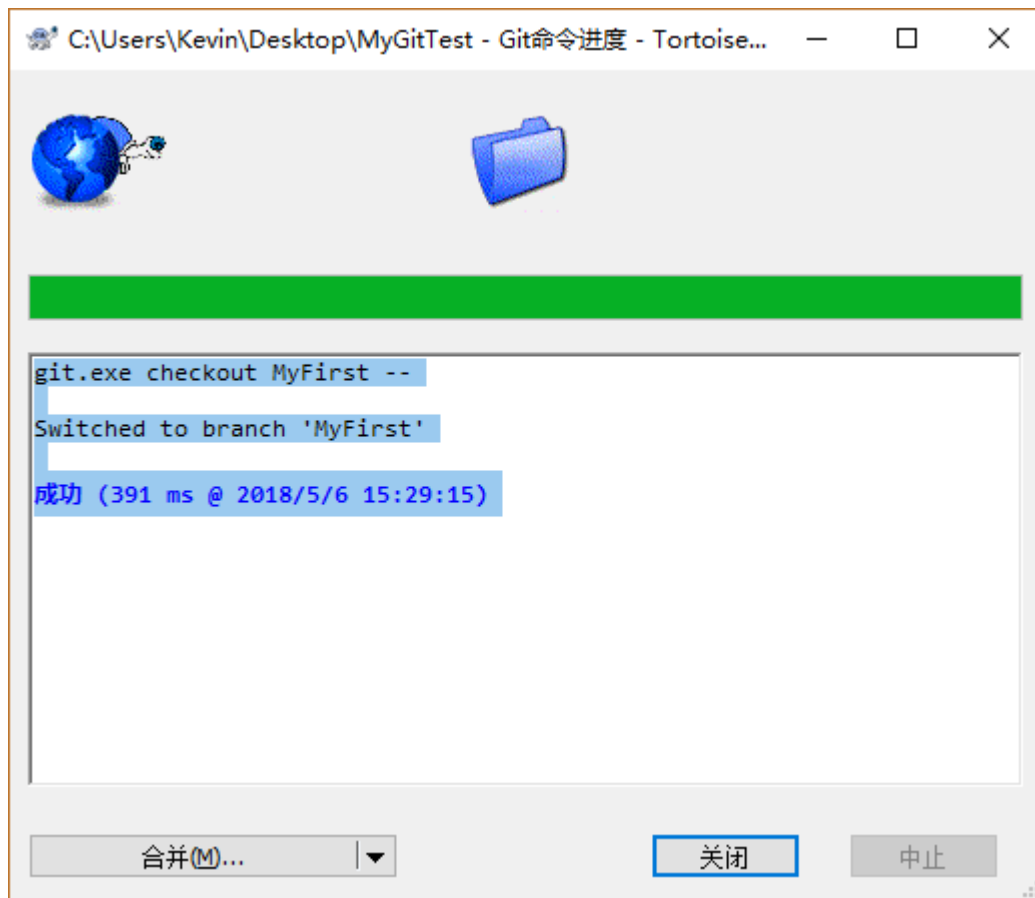 C:\Users\Kevin\Desktop\MyGitTest - Git命令进度 - Tortoise...
git.exe checkout MyFirst --
Switched to branch 'MyFirst'
成功 (391 ms @ 2018/5/6 15:29:15)
合并(M)...
关闭
中止